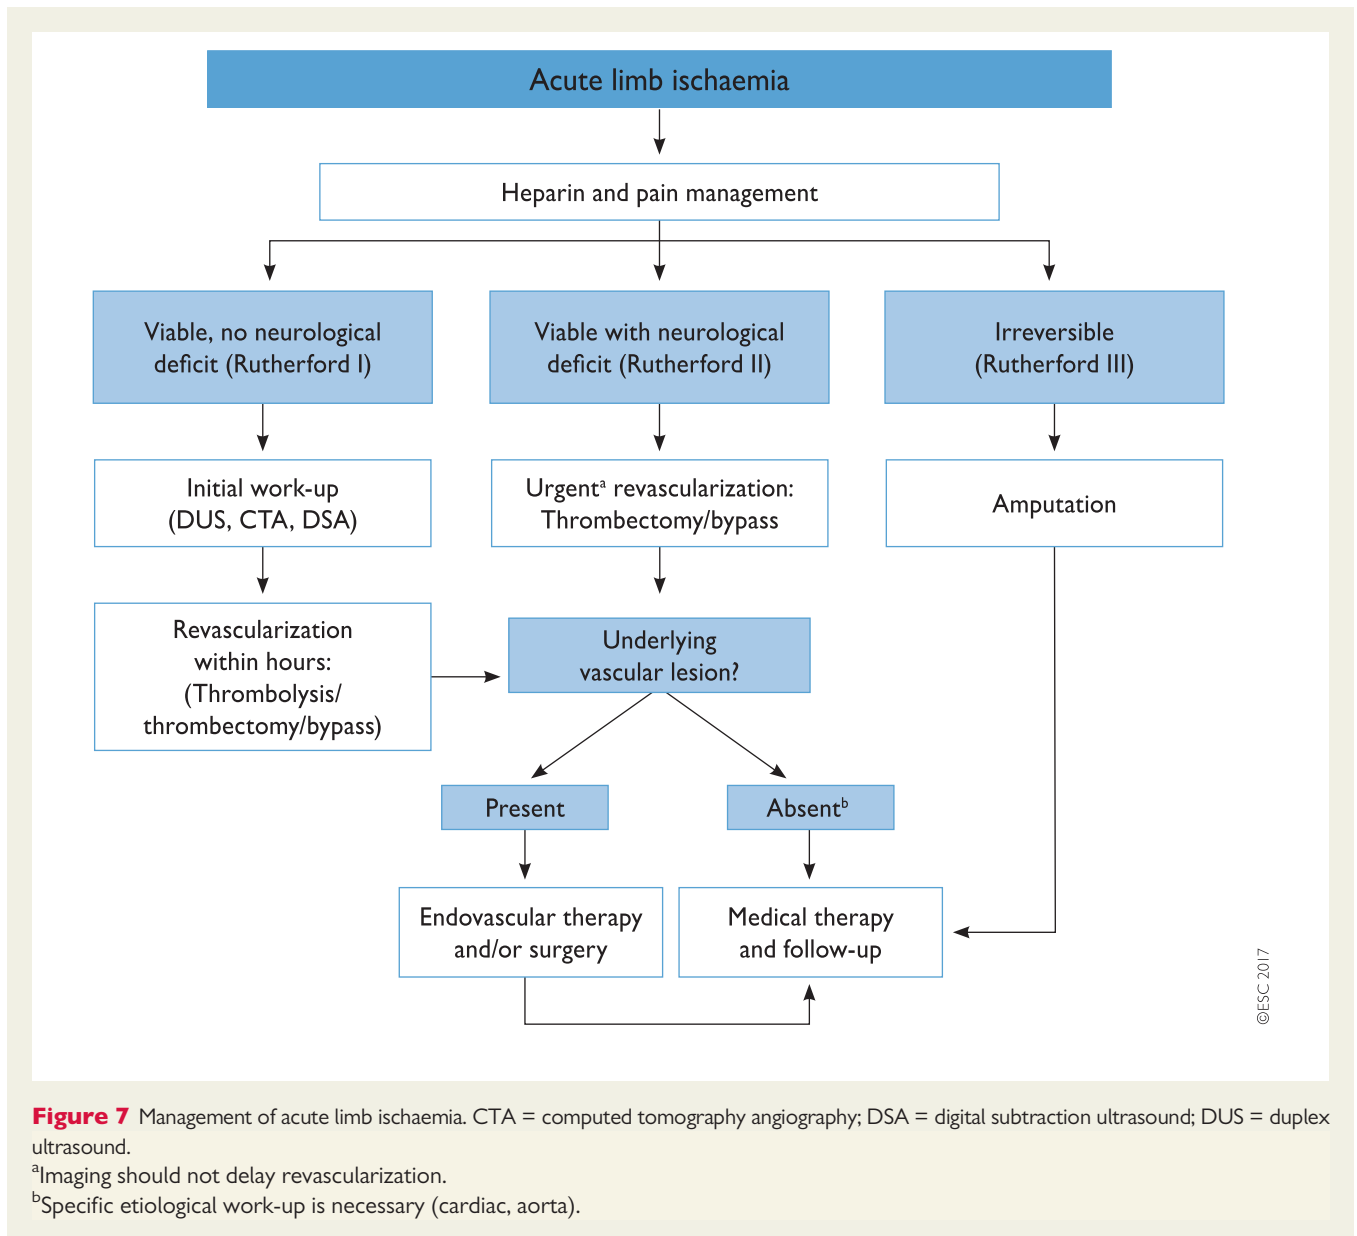 Acute limb ischaemia
Heparin and pain management
Viable, no neurological
deficit (Rutherford I)
Viable with neurological
deficit (Rutherford II)
Irreversible
(Rutherford III)
Initial work-up
(DUS, CTA, DSA)
Urgentᵃ revascularization:
Thrombectomy/bypass
Amputation
Revascularization
within hours:
(Thrombolysis/
thrombectomy/bypass)
Underlying
vascular lesion?
Present
Absentᵇ
Endovascular therapy
and/or surgery
Medical therapy
and follow-up
©ESC 2017
Figure 7 Management of acute limb ischaemia. CTA = computed tomography angiography; DSA = digital subtraction ultrasound; DUS = duplex
ultrasound.
ᵃImaging should not delay revascularization.
ᵇSpecific etiological work-up is necessary (cardiac, aorta).